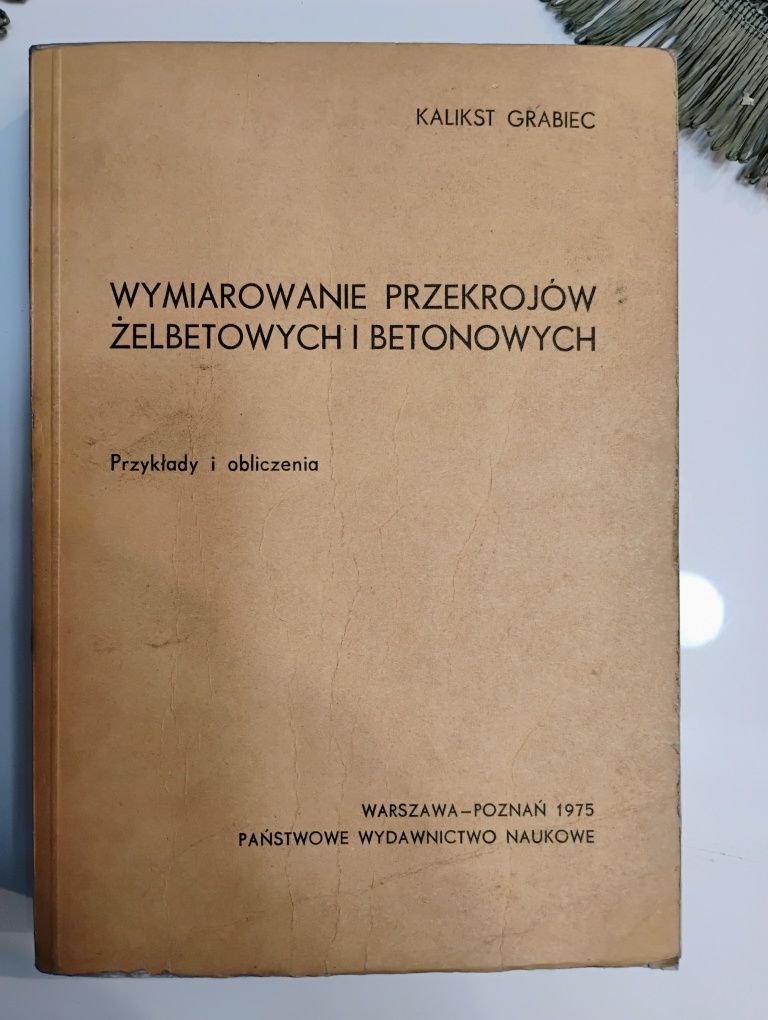 KALIKST GRABIEC
WYMIAROWANIE PRZEKROJÓW
ŻELBETOWYCH I BETONOWYCH
Przykłady i obliczenia
WARSZAWA–POZNAŃ 1975
PAŃSTWOWE WYDAWNICTWO NAUKOWE